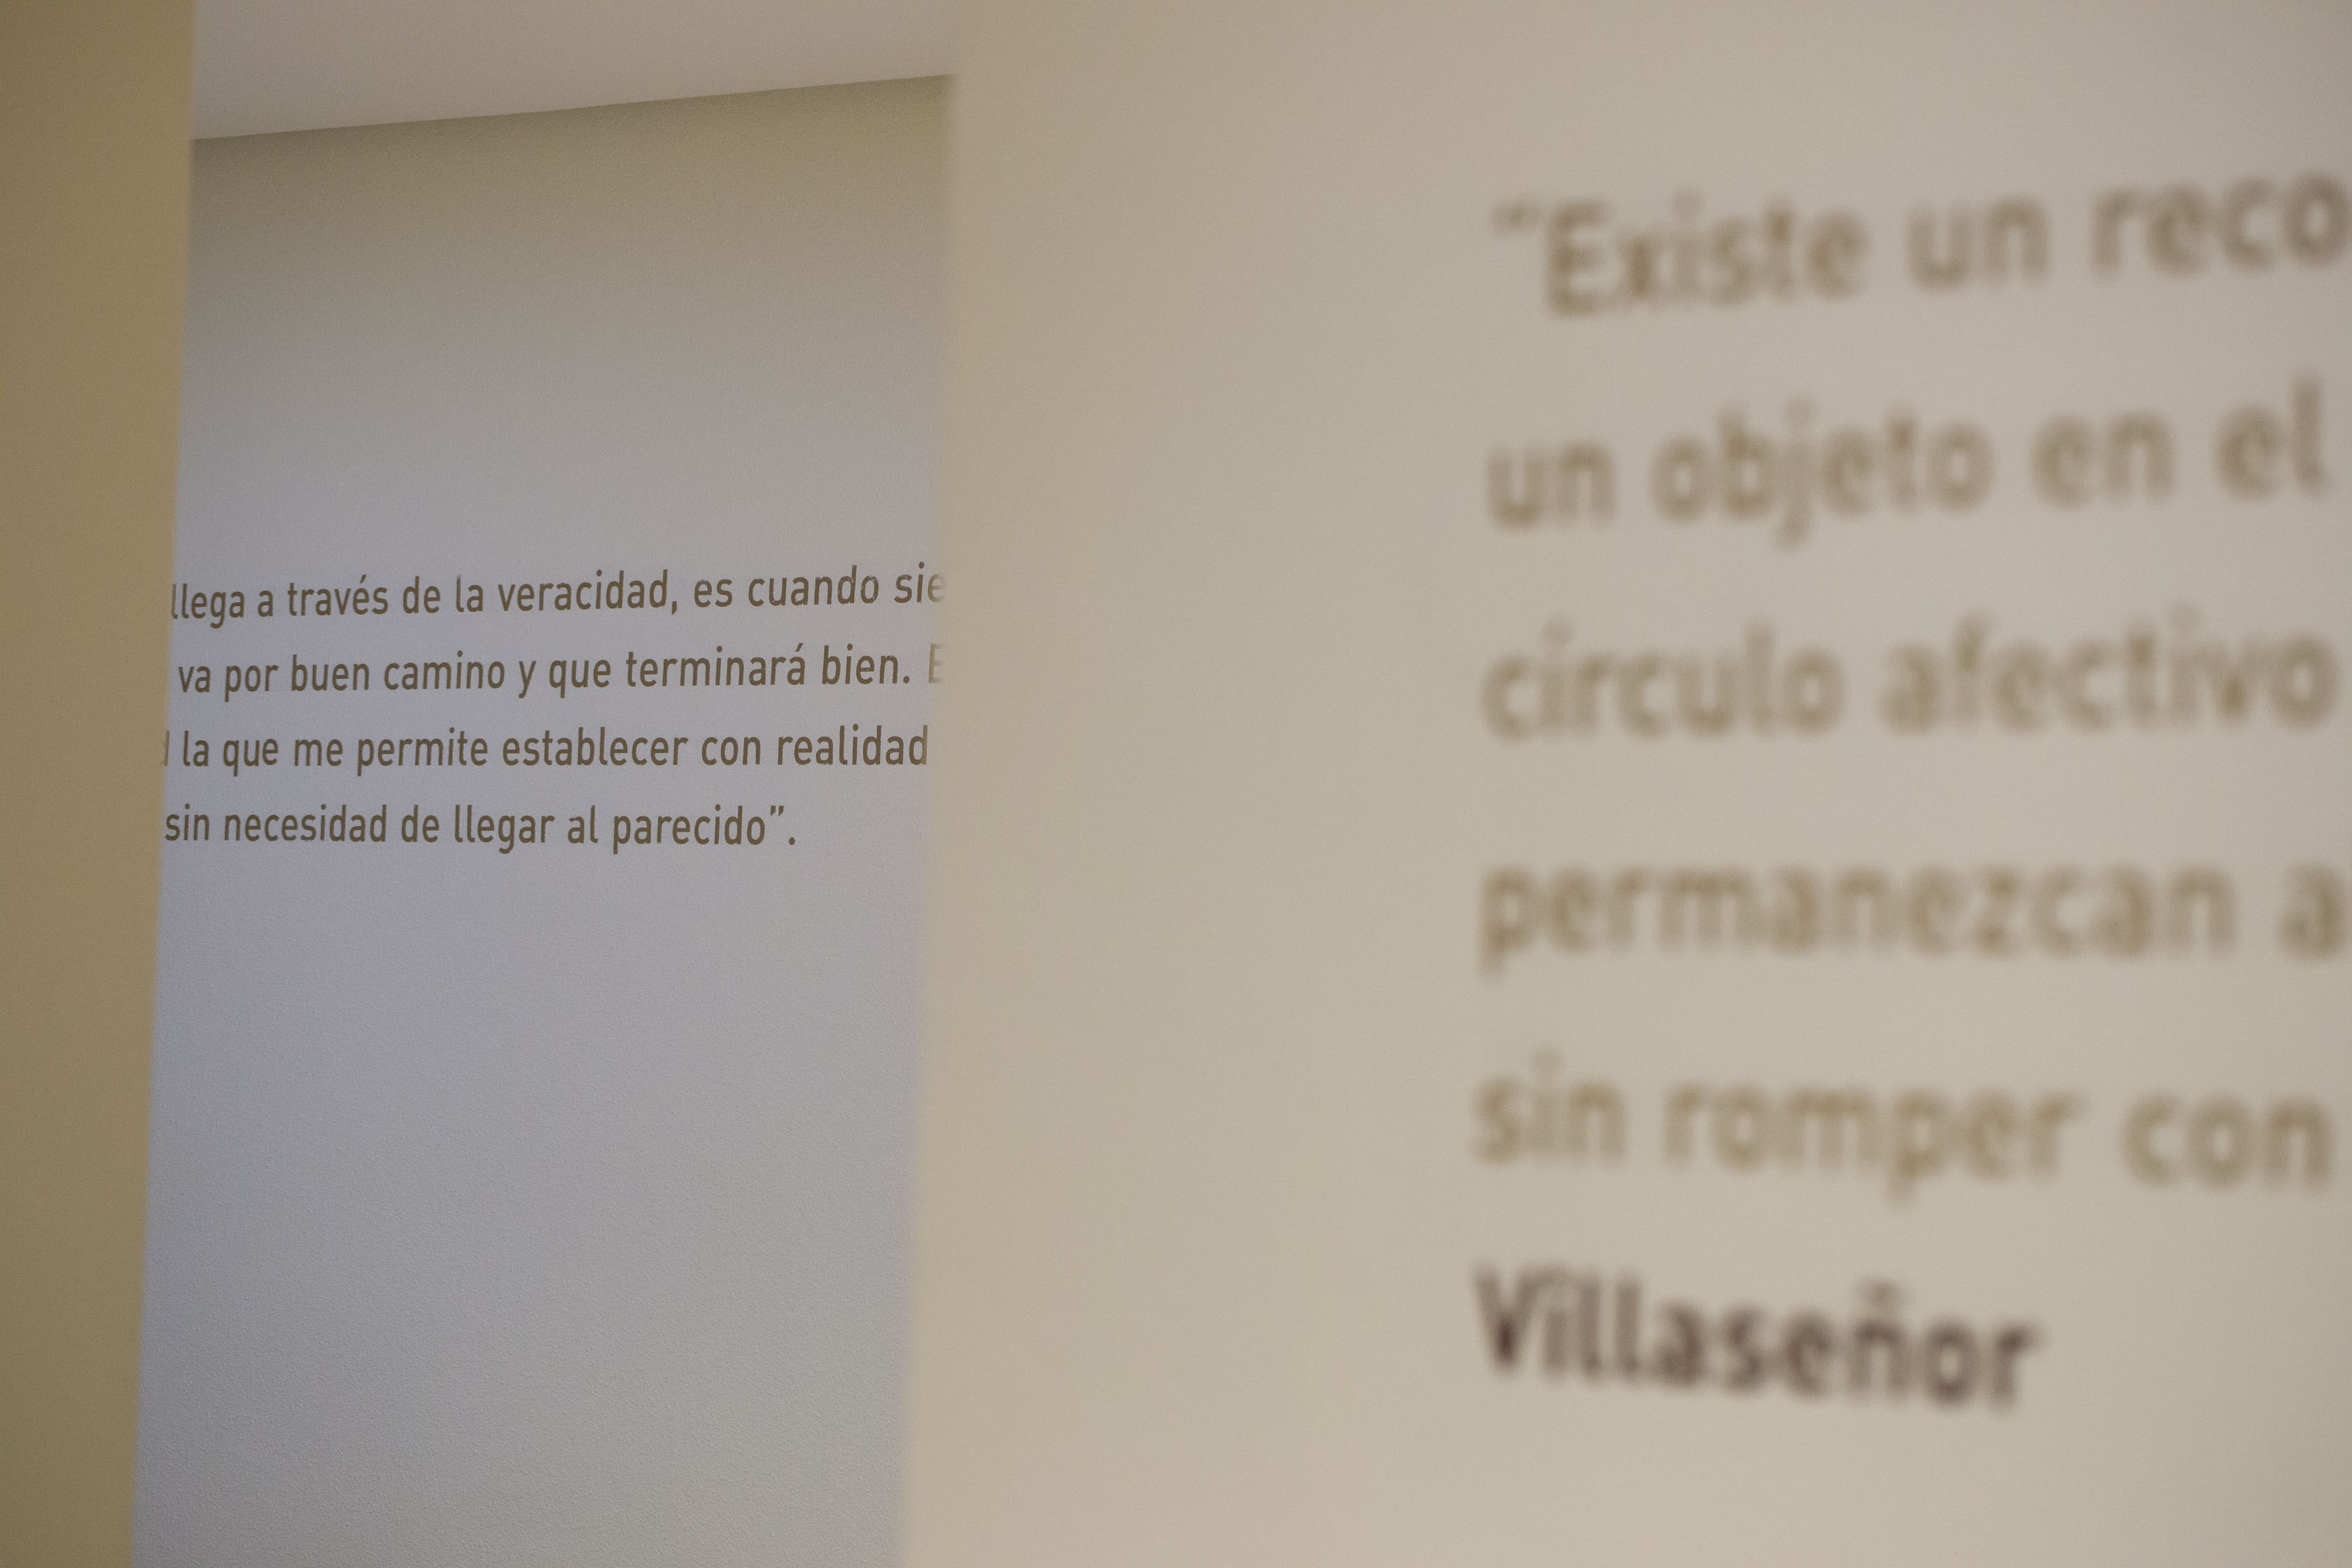 llega a través de la veracidad, es cuando sie
va por buen camino y que terminará bien. E
la que me permite establecer con realidad
sin necesidad de llegar al parecido”.
“Existe un reco
un objeto en el
círculo afectivo
permanezcan a
sin romper con
Villaseñor